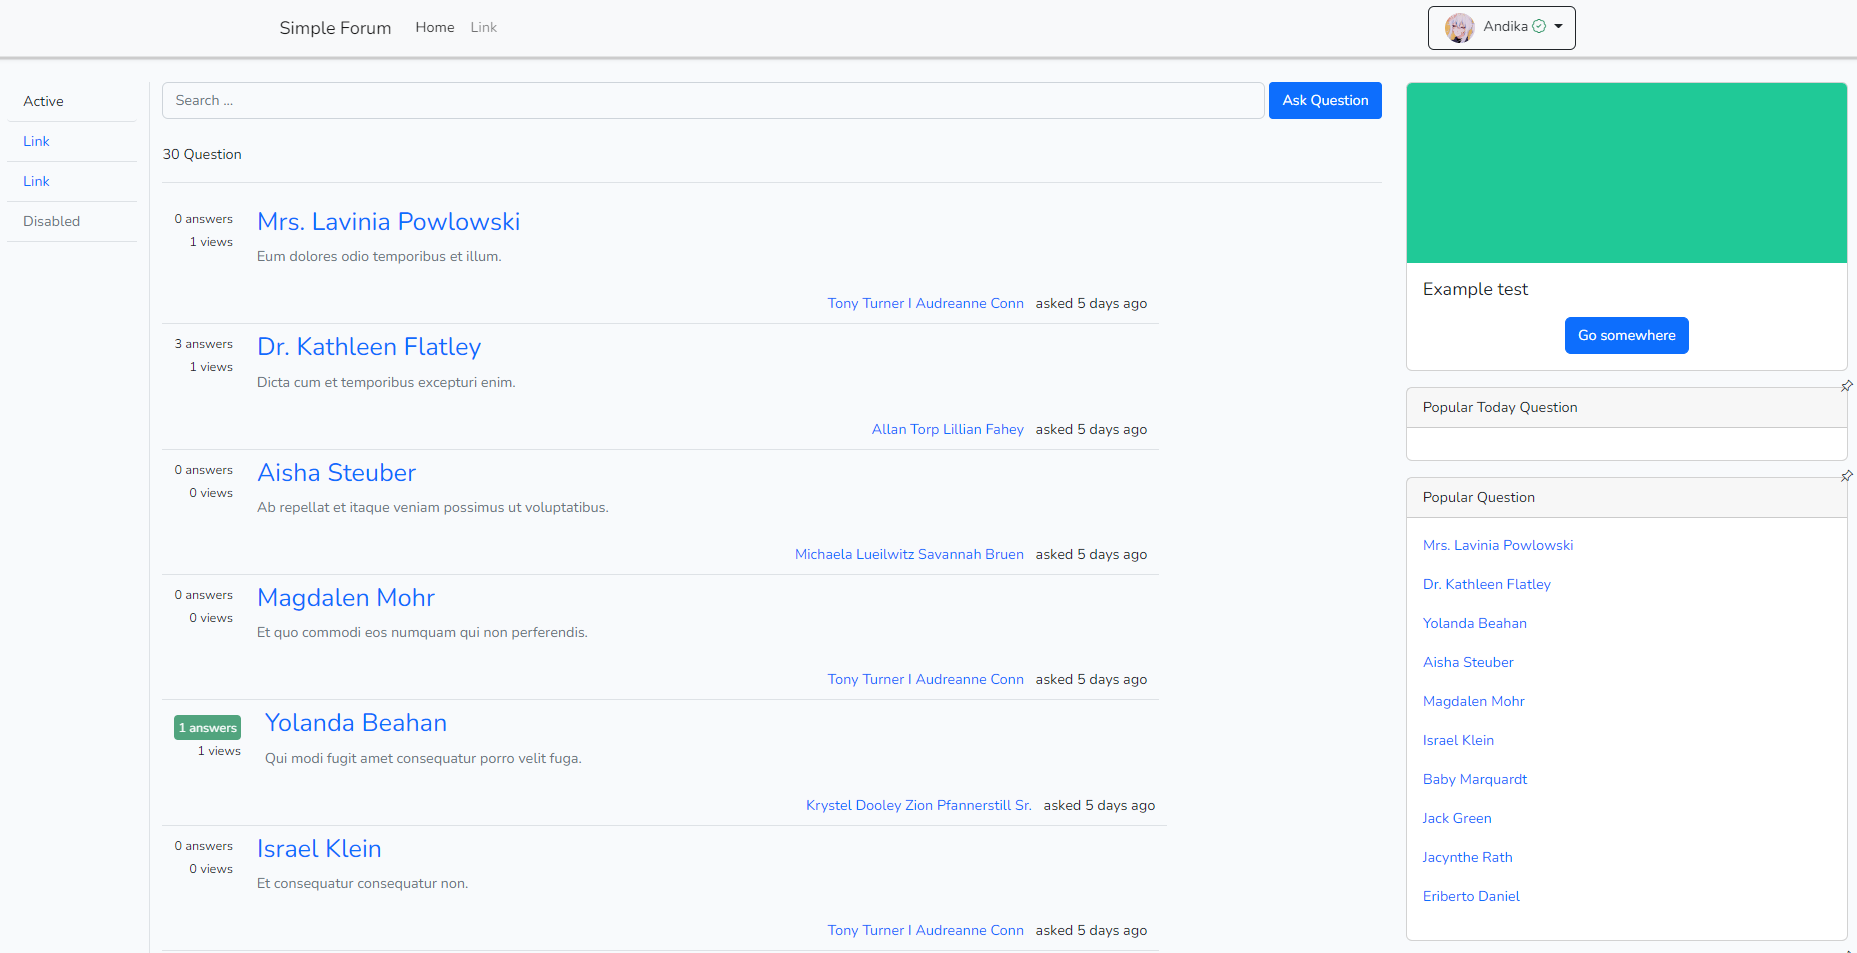 Simple Forum Home Link Andika
Active
Link
Link
Disabled
Search ... Ask Question
30 Question
0 answers Mrs. Lavinia Powlowski
1 views
Eum dolores odio temporibus et illum.
Tony Turner I Audreanne Conn asked 5 days ago
3 answers Dr. Kathleen Flatley
1 views
Dicta cum et temporibus excepturi enim.
Allan Torp Lillian Fahey asked 5 days ago
0 answers Aisha Steuber
0 views
Ab repellat et itaque veniam possimus ut voluptatibus.
Michaela Lueilwitz Savannah Bruen asked 5 days ago
0 answers Magdalen Mohr
0 views
Et quo commodi eos numquam qui non perferendis.
Tony Turner I Audreanne Conn asked 5 days ago
1 answers Yolanda Beahan
1 views
Qui modi fugit amet consequatur porro velit fuga.
Krystel Dooley Zion Pfannerstill Sr. asked 5 days ago
0 answers Israel Klein
0 views
Et consequatur consequatur non.
Tony Turner I Audreanne Conn asked 5 days ago
Example test
Go somewhere
Popular Today Question
Popular Question
Mrs. Lavinia Powlowski
Dr. Kathleen Flatley
Yolanda Beahan
Aisha Steuber
Magdalen Mohr
Israel Klein
Baby Marquardt
Jack Green
Jacynthe Rath
Eriberto Daniel